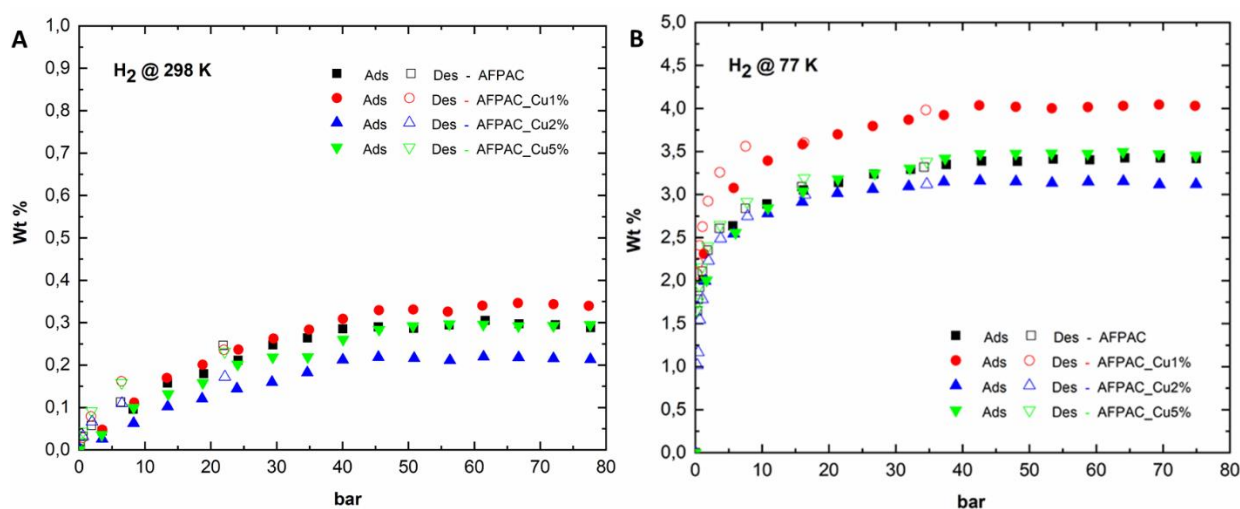 A
H2 @ 298 K
Ads Des - AFPAC
Ads Des - AFPAC_Cu1%
Ads Des - AFPAC_Cu2%
Ads Des - AFPAC_Cu5%
Wt %
1,0
0,9
0,8
0,7
0,6
0,5
0,4
0,3
0,2
0,1
0,0
0 10 20 30 40 50 60 70 80
bar
B
H2 @ 77 K
Ads Des - AFPAC
Ads Des - AFPAC_Cu1%
Ads Des - AFPAC_Cu2%
Ads Des - AFPAC_Cu5%
Wt %
5,0
4,5
4,0
3,5
3,0
2,5
2,0
1,5
1,0
0,5
0,0
0 10 20 30 40 50 60 70 80
bar